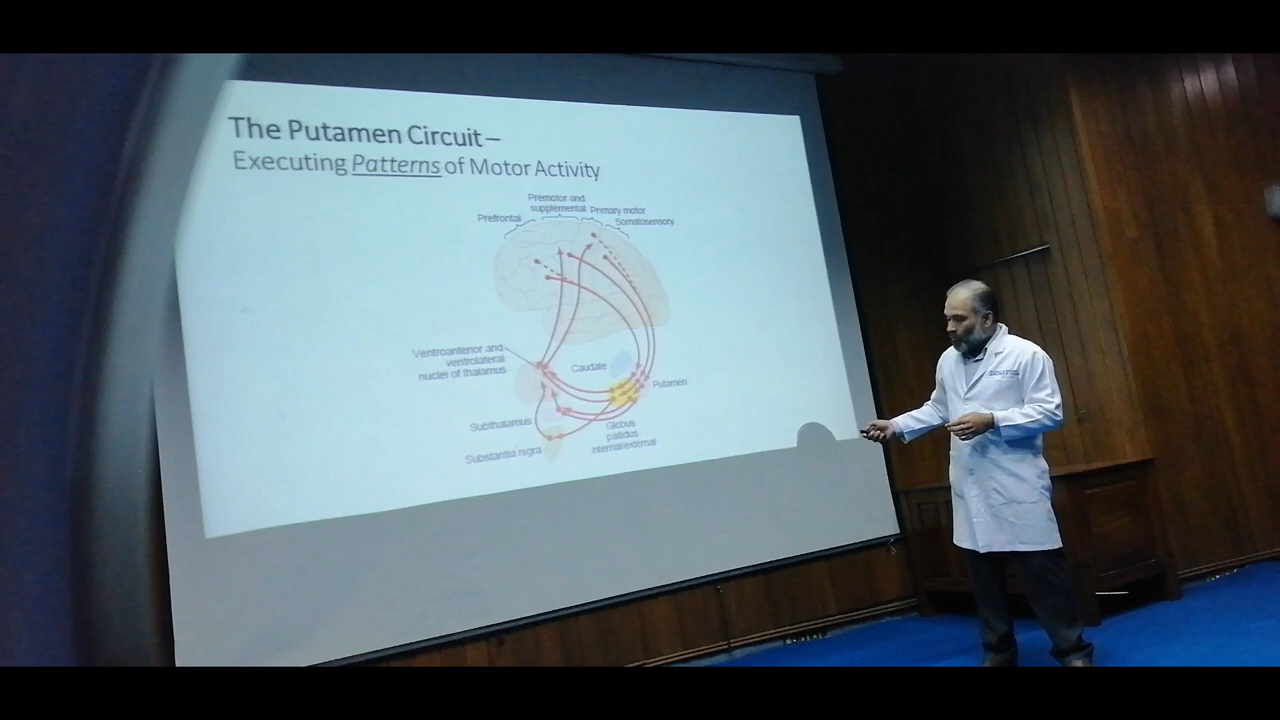 The Putamen Circuit –
Executing Patterns of Motor Activity
Premotor and
supplemental
Prefrontal
Primary motor
Somatosensory
Ventroanterior and
ventrolateral
nuclei of thalamus
Caudate
Putamen
Subthalamus
Globus
pallidus
internal/external
Substantia nigra